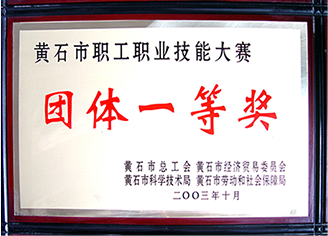 黄石市职工职业技能大赛
团体一等奖
黄石市总工会 黄石市经济贸易委员会
黄石市科学技术局 黄石市劳动和社会保障局
二〇〇三年十月